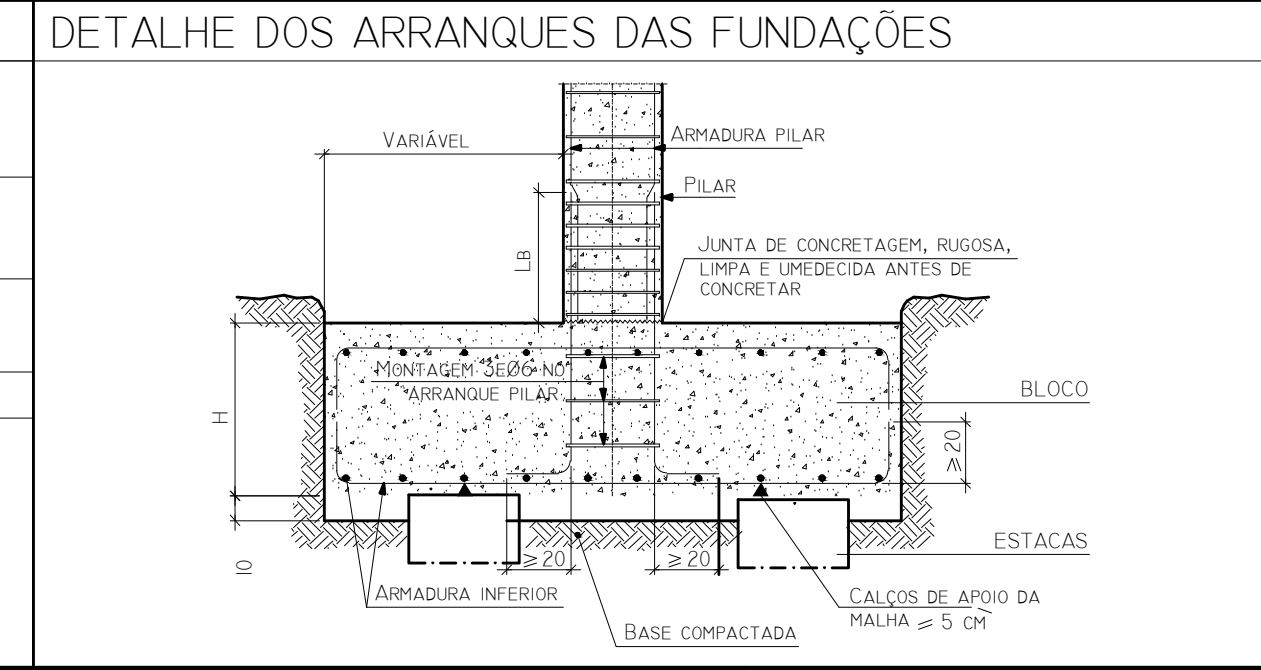 DETALHE DOS ARRANQUES DAS FUNDAÇÕES
VARIÁVEL
ARMADURA PILAR
PILAR
LB
JUNTA DE CONCRETAGEM, RUGOSA,
LIMPA E UMEDECIDA ANTES DE
CONCRETAR
MONTAGEM 3EØ6 NO
ARRANQUE PILAR
BLOCO
H
≥20
10
≥20
≥20
ESTACAS
ARMADURA INFERIOR
CALÇOS DE APOIO DA
MALHA ≥ 5 CM
BASE COMPACTADA